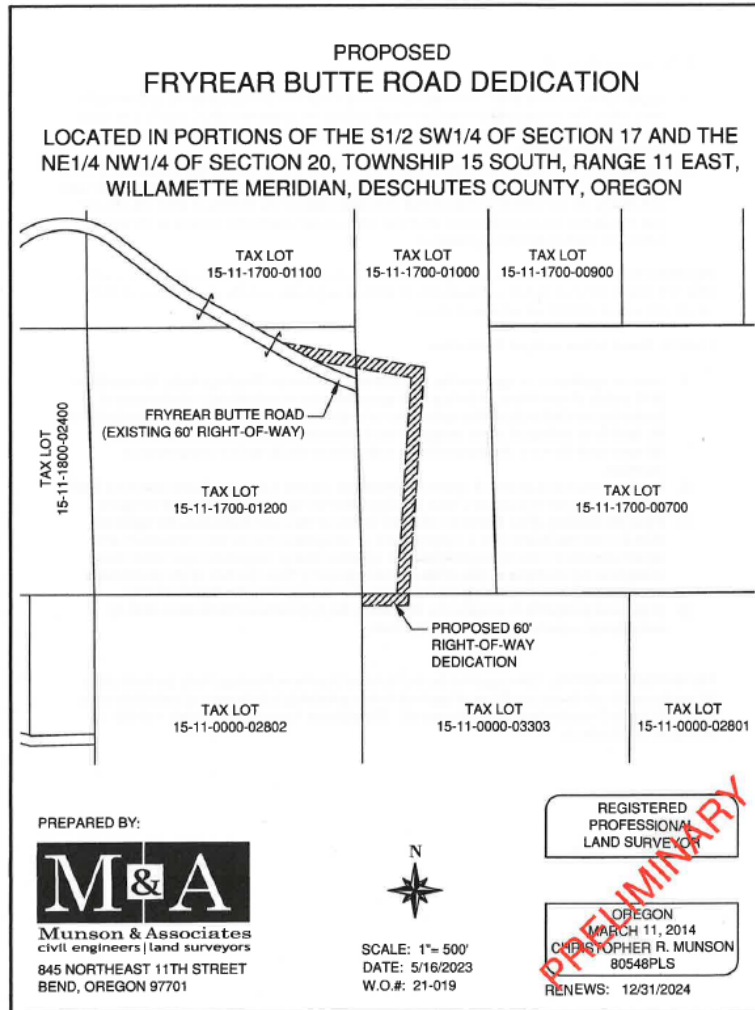 PROPOSED
FRYREAR BUTTE ROAD DEDICATION
LOCATED IN PORTIONS OF THE S1/2 SW1/4 OF SECTION 17 AND THE
NE1/4 NW1/4 OF SECTION 20, TOWNSHIP 15 SOUTH, RANGE 11 EAST,
WILLAMETTE MERIDIAN, DESCHUTES COUNTY, OREGON
TAX LOT
15-11-1700-01100
TAX LOT
15-11-1700-01000
TAX LOT
15-11-1700-00900
FRYREAR BUTTE ROAD
(EXISTING 60' RIGHT-OF-WAY)
TAX LOT
15-11-1800-02400
TAX LOT
15-11-1700-01200
TAX LOT
15-11-1700-00700
PROPOSED 60'
RIGHT-OF-WAY
DEDICATION
TAX LOT
15-11-0000-02802
TAX LOT
15-11-0000-03303
TAX LOT
15-11-0000-02801
PREPARED BY:
M&A
Munson & Associates
civil engineers|land surveyors
845 NORTHEAST 11TH STREET
BEND, OREGON 97701
N
SCALE: 1"= 500'
DATE: 5/16/2023
W.O.#: 21-019
REGISTERED
PROFESSIONAL
LAND SURVEYOR
PRELIMINARY
OREGON
MARCH 11, 2014
CHRISTOPHER R. MUNSON
80548PLS
RENEWS: 12/31/2024